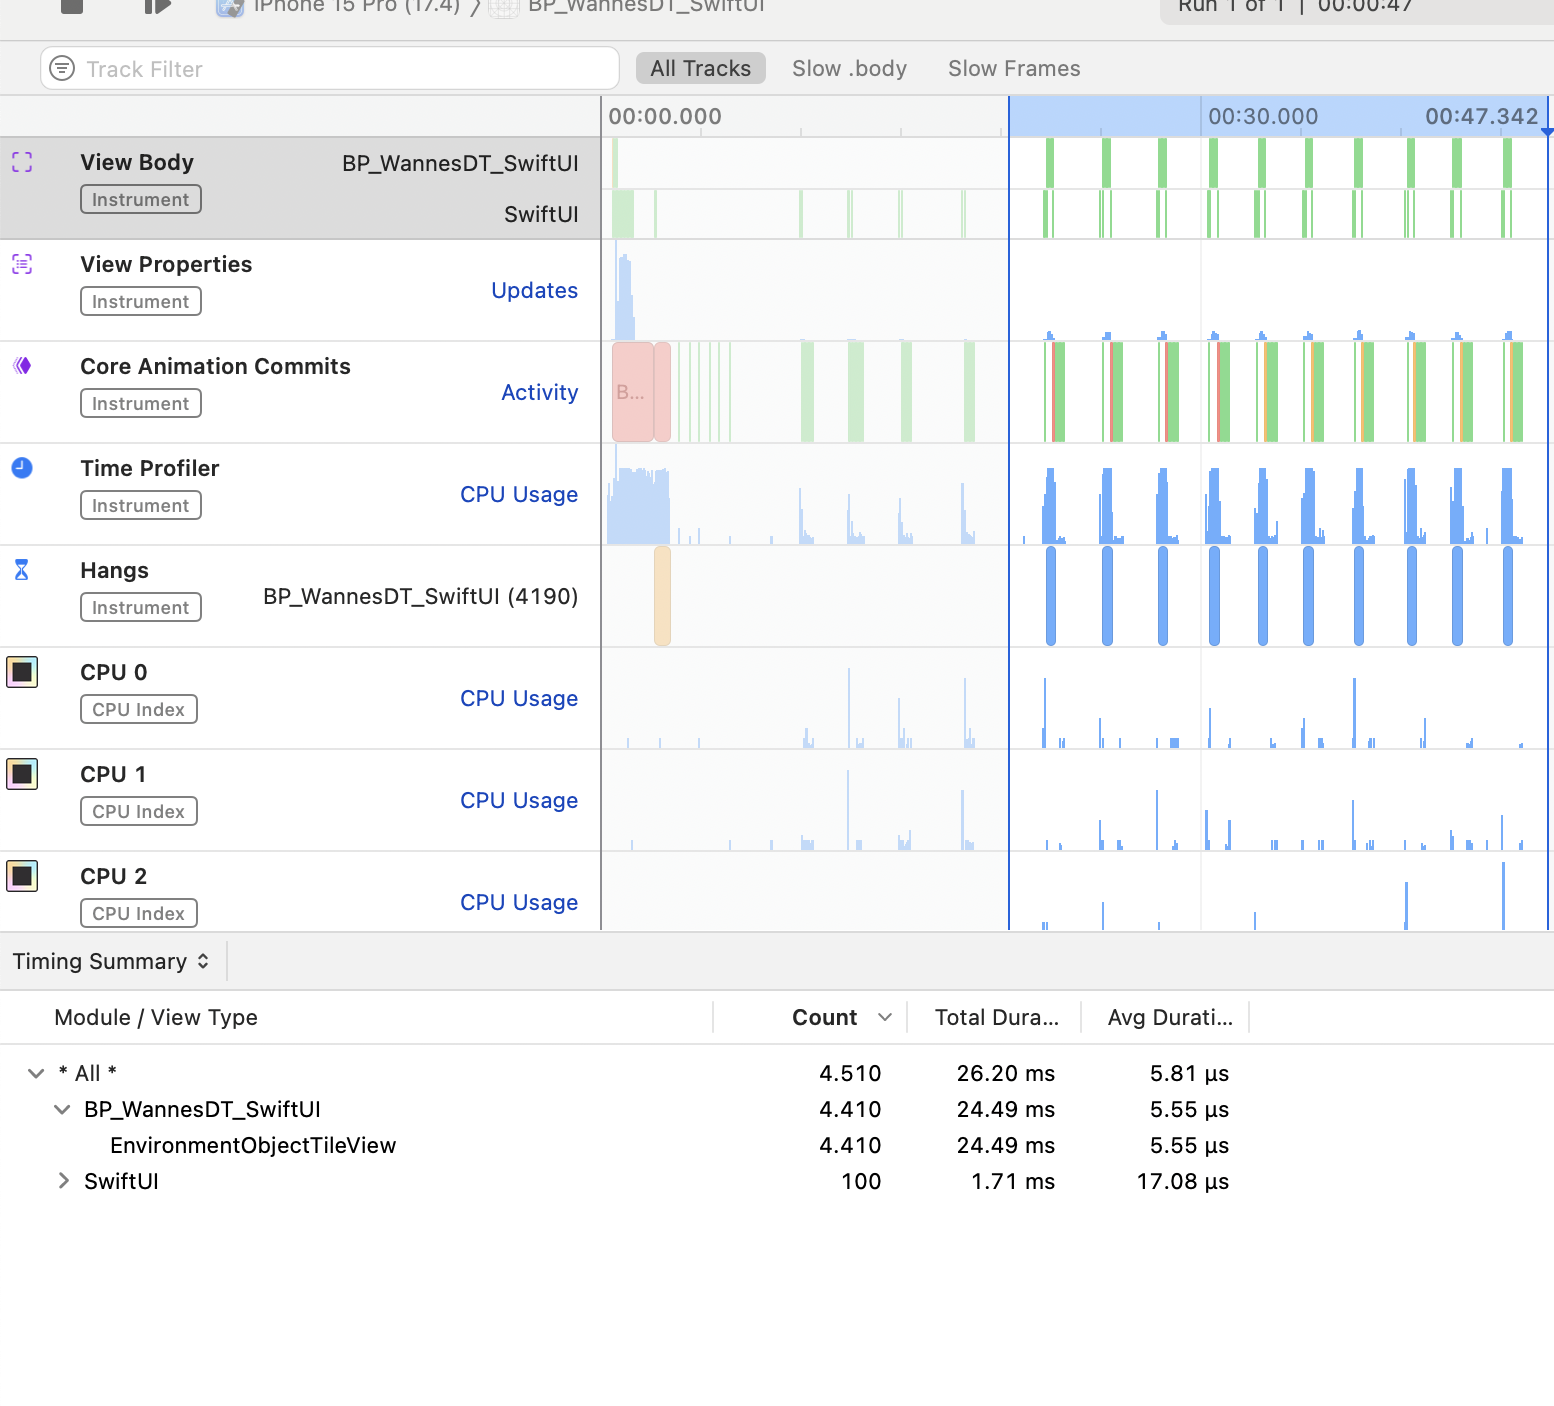 iPhone 15 Pro (17.4) 〉 BP_WannesDT_SwiftUI
Run 1 of 1 | 00:00:47
Track Filter
All Tracks
Slow .body
Slow Frames
00:00.000
00:30.000
00:47.342
View Body
BP_WannesDT_SwiftUI
Instrument
SwiftUI
View Properties
Instrument
Updates
Core Animation Commits
Instrument
Activity
B...
Time Profiler
Instrument
CPU Usage
Hangs
Instrument
BP_WannesDT_SwiftUI (4190)
CPU 0
CPU Index
CPU Usage
CPU 1
CPU Index
CPU Usage
CPU 2
CPU Index
CPU Usage
Timing Summary
Module / View Type Count Total Dura... Avg Durati...
* All * 4.510 26.20 ms 5.81 µs
BP_WannesDT_SwiftUI 4.410 24.49 ms 5.55 µs
EnvironmentObjectTileView 4.410 24.49 ms 5.55 µs
SwiftUI 100 1.71 ms 17.08 µs